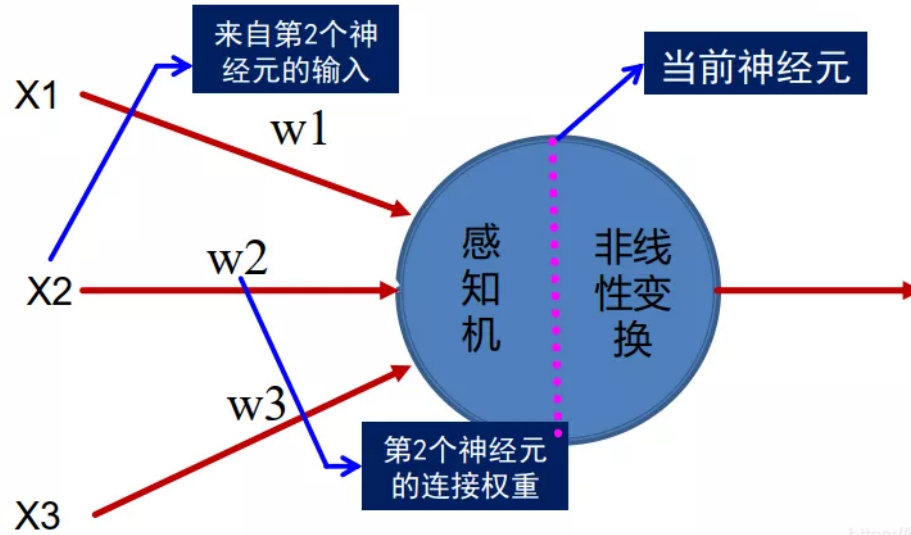 来自第2个神
经元的输入
当前神经元
X1
w1
感
知
机
非线
性变
换
w2
X2
w3
第2个神经元
的连接权重
X3